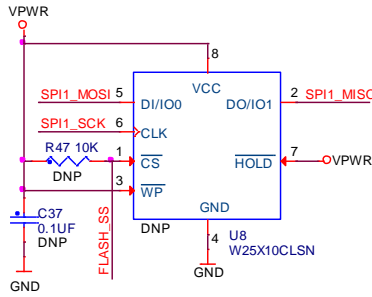 VPWR
8
VCC
SPI1_MOSI 5 DI/IO0 DO/IO1 2 SPI1_MISO
SPI1_SCK 6 CLK
R47 10K 1 CS HOLD 7 VPWR
DNP
3 WP
C37
0.1UF
DNP
FLASH_SS
GND
DNP
4
U8
W25X10CLSN
GND
GND